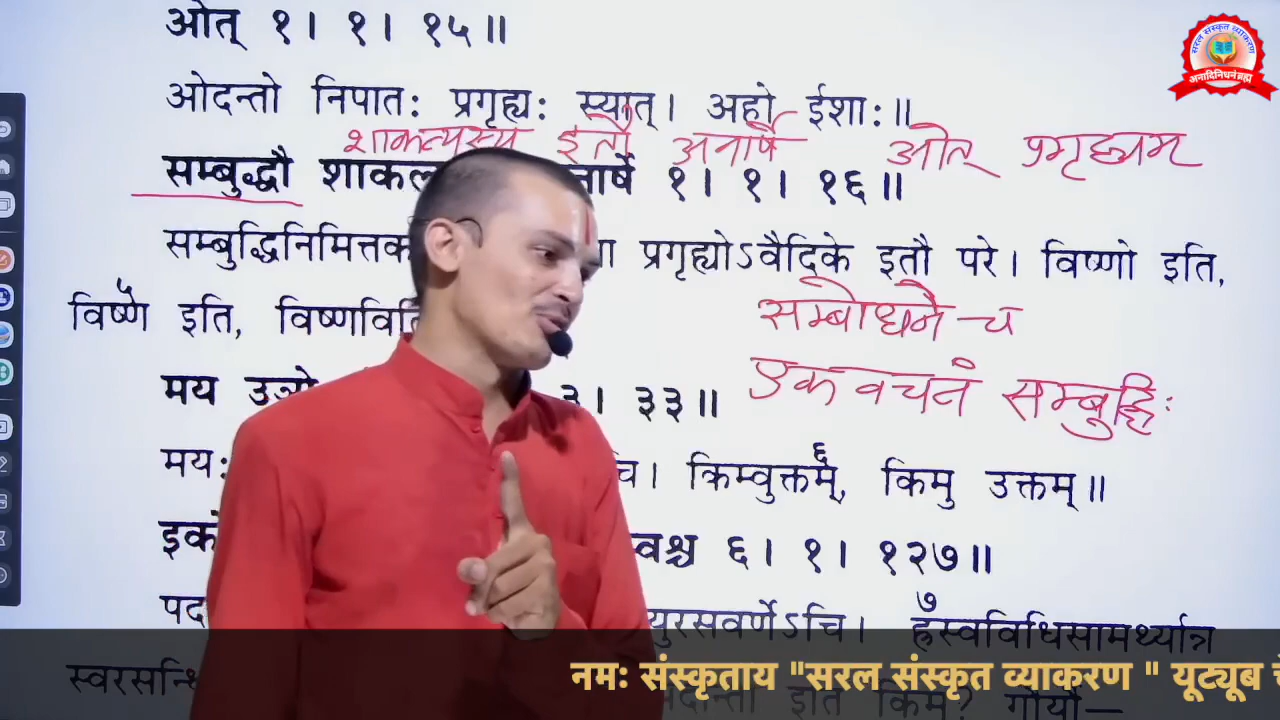 ओत् १। १। १५॥
सरल संस्कृत व्याकरण
अनादिनिधनं ब्रह्म
ओदन्तो निपातः प्रगृह्यः स्यात्। अहो ईशाः॥
शाकल्यस्य इतौ अनार्षे ओत् प्रगृह्यम्
सम्बुद्धौ शाकल नार्षे १। १। १६॥
सम्बुद्धिनिमित्तक प्रगृह्योऽवैदिके इतौ परे। विष्णो इति,
विष्ण इति, विष्णविति
सम्बोधने च
मय उञो ३। ३३॥
एकवचनं सम्बुद्धिः
मयः चि। किम्वुक्तम्, किमु उक्तम्॥
इको स्वश्च ६। १। १२७॥
पद युरसवर्णेऽचि। ह्रस्वविधिसामर्थ्यान्न
स्वरसन्धि इति किम्? गौर्यौ—
नमः संस्कृताय "सरल संस्कृत व्याकरण " यूट्यूब